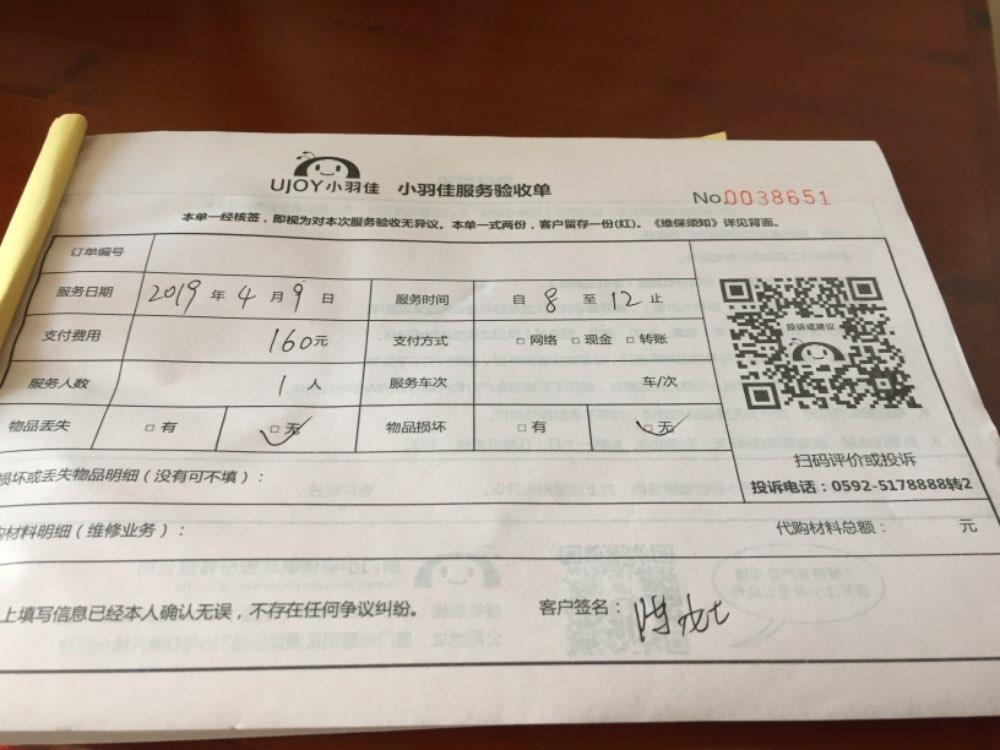 UJOY小羽佳 小羽佳服务验收单 No.0038651
本单一经核签，即视为对本次服务验收无异议。本单一式两份，客户留存一份(红)。《维保须知》详见背面。
订单编号
服务日期 2019 年 4 月 9 日 服务时间 自 8 至 12 止
支付费用 160元 支付方式 □网络 □现金 □转账
服务人数 1 人 服务车次 车/次
物品丢失 □有 □无 物品损坏 □有 □无
投诉或建议
扫码评价或投诉
投诉电话：0592-5178888转2
损坏或丢失物品明细（没有可不填）：
购材料明细（维修业务）： 代购材料总额： 元
上填写信息已经本人确认无误，不存在任何争议纠纷。 客户签名：